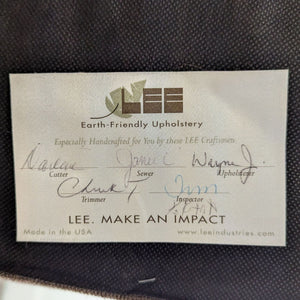 LEE
Earth-Friendly Upholstery
Especially Handcrafted for You by these LEE Craftsmen
Wayne J.
Cutter Sewer Upholsterer
Chuck T
Trimmer Inspector
LEE. MAKE AN IMPACT
Made in the USA www.leeindustries.com